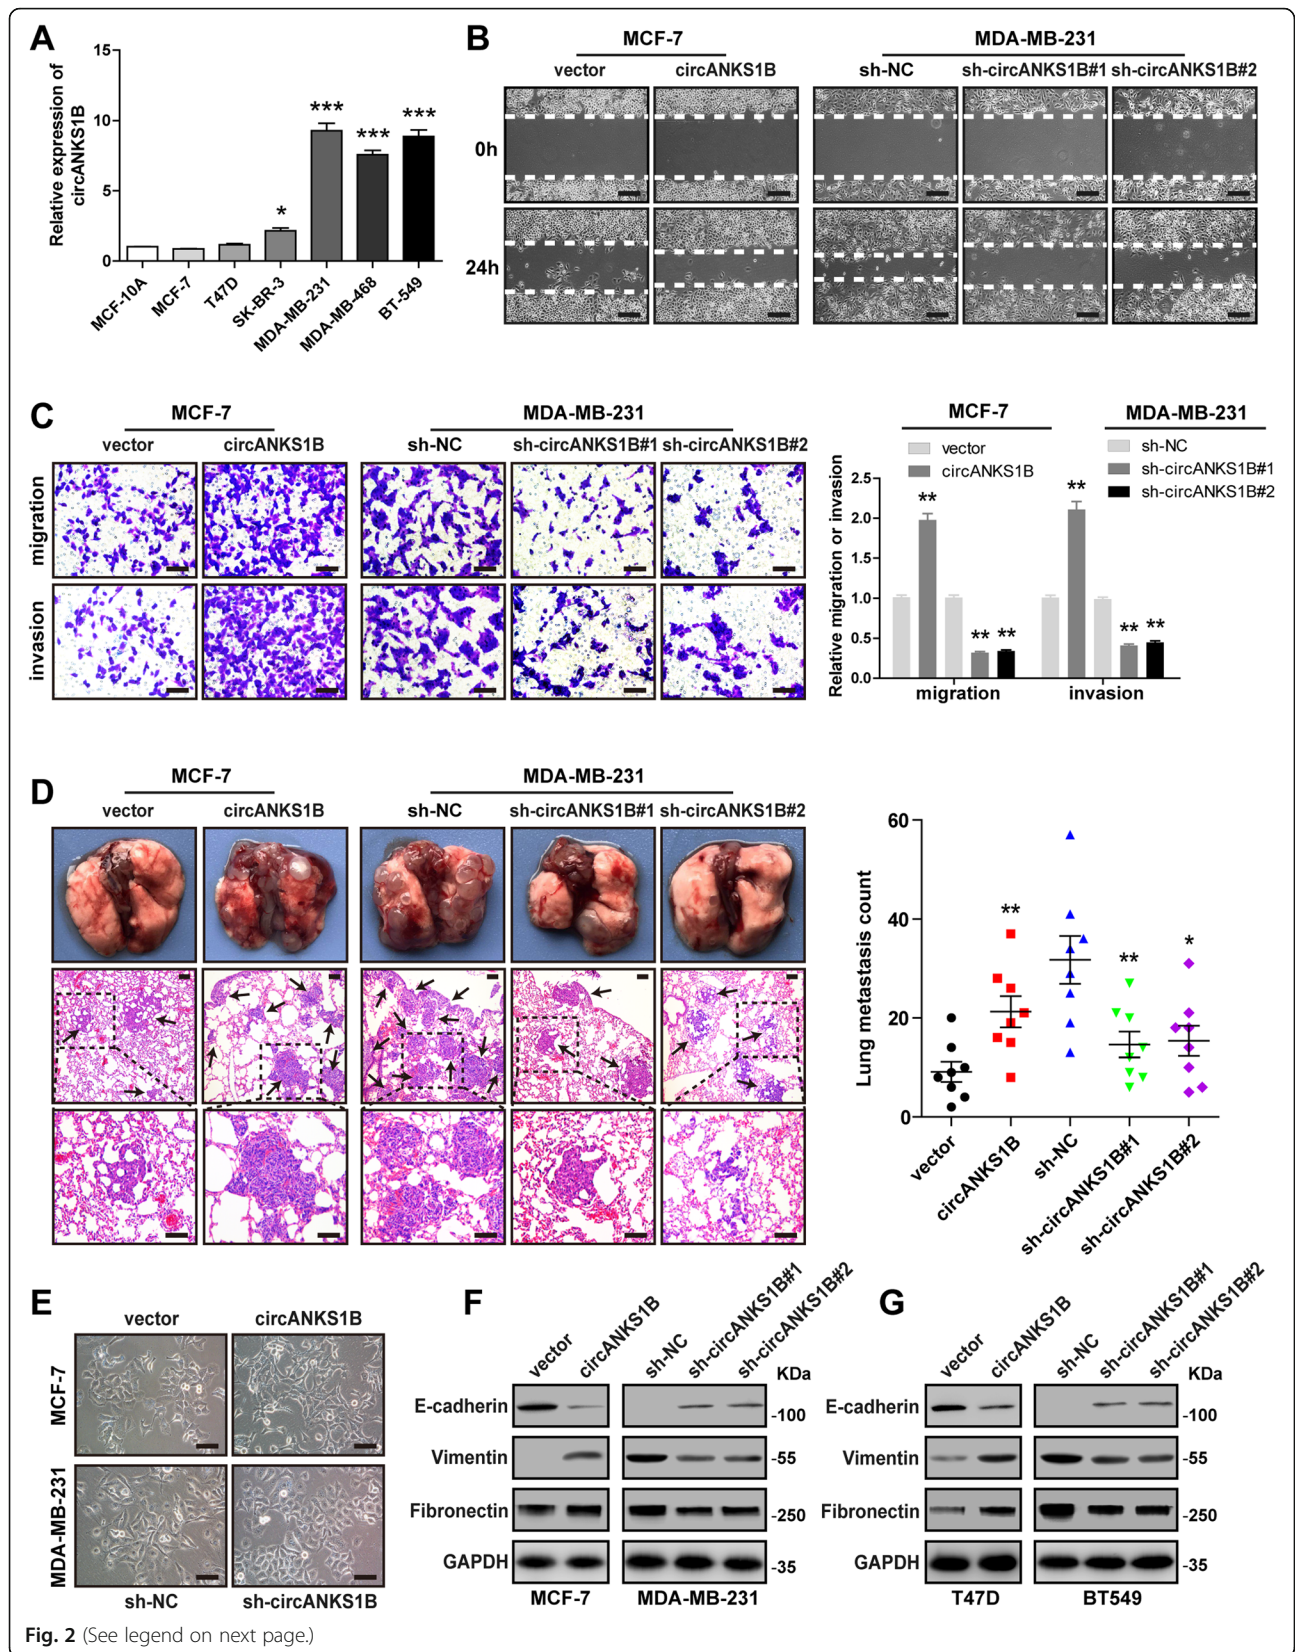 A
Relative expression of
circANKS1B
15
10
5
0
***
***
***
*
MCF-10A
MCF-7
T47D
SK-BR-3
MDA-MB-231
MDA-MB-468
BT-549
B
MCF-7
MDA-MB-231
vector
circANKS1B
sh-NC
sh-circANKS1B#1
sh-circANKS1B#2
0h
24h
C
MCF-7
MDA-MB-231
vector
circANKS1B
sh-NC
sh-circANKS1B#1
sh-circANKS1B#2
migration
invasion
MCF-7
MDA-MB-231
vector
circANKS1B
sh-NC
sh-circANKS1B#1
sh-circANKS1B#2
Relative migration or invasion
2.5
2.0
1.5
1.0
0.5
0.0
**
**
**
**
**
**
migration
invasion
D
MCF-7
MDA-MB-231
vector
circANKS1B
sh-NC
sh-circANKS1B#1
sh-circANKS1B#2
Lung metastasis count
60
40
20
0
**
**
*
vector
circANKS1B
sh-NC
sh-circANKS1B#1
sh-circANKS1B#2
E
vector
circANKS1B
MCF-7
MDA-MB-231
sh-NC
sh-circANKS1B
F
vector
circANKS1B
sh-NC
sh-circANKS1B#1
sh-circANKS1B#2
KDa
E-cadherin
-100
Vimentin
-55
Fibronectin
-250
GAPDH
-35
MCF-7
MDA-MB-231
G
vector
circANKS1B
sh-NC
sh-circANKS1B#1
sh-circANKS1B#2
KDa
E-cadherin
-100
Vimentin
-55
Fibronectin
-250
GAPDH
-35
T47D
BT549
Fig. 2 (See legend on next page.)